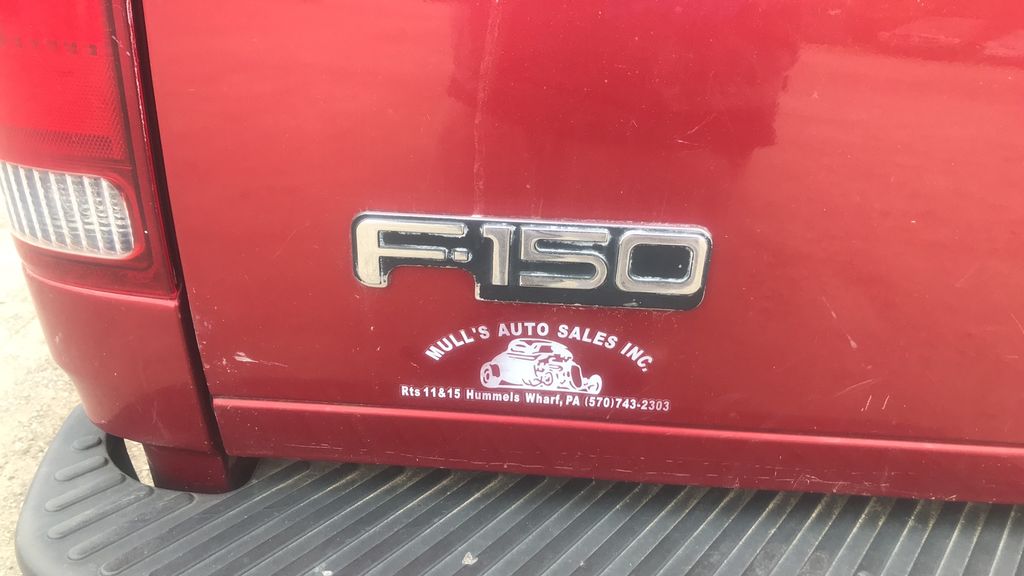 F-150
MULL'S AUTO SALES INC.
Rts 11&15 Hummels Wharf, PA (570)743-2303